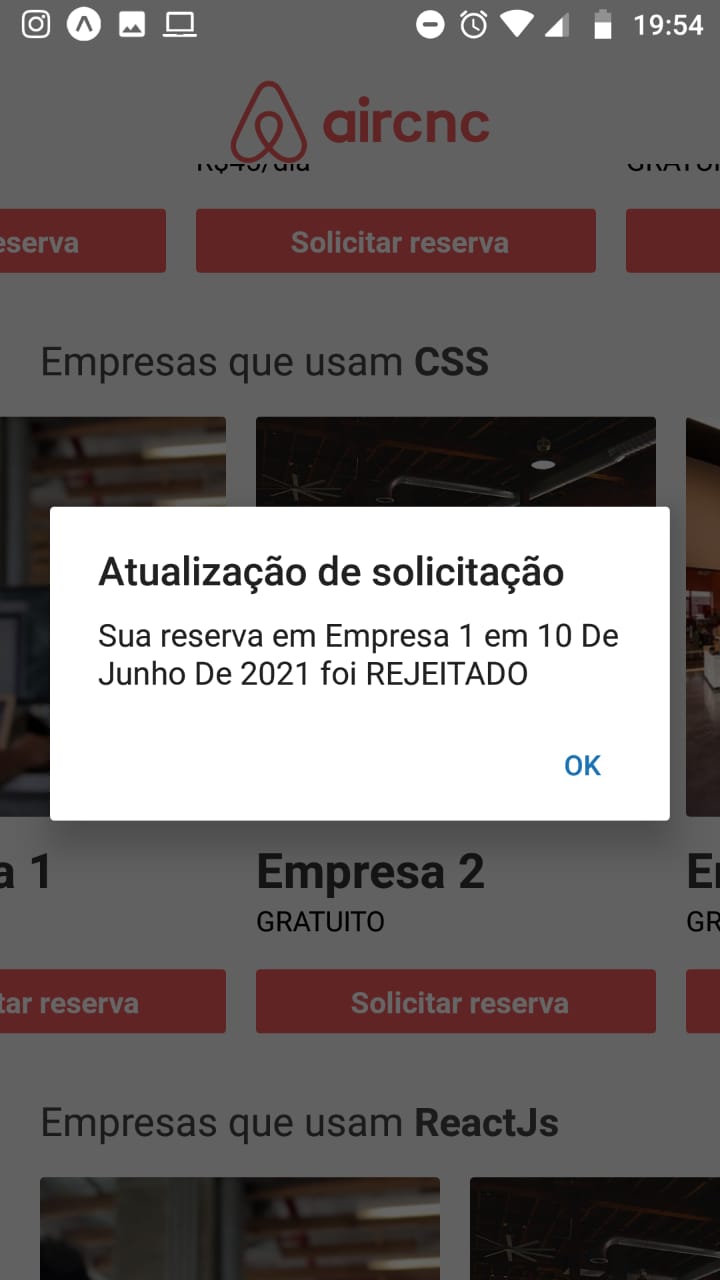 19:54
aircnc
Solicitar reserva
Empresas que usam CSS
Atualização de solicitação
Sua reserva em Empresa 1 em 10 De
Junho De 2021 foi REJEITADO
OK
Empresa 2
GRATUITO
Solicitar reserva
Empresas que usam ReactJs